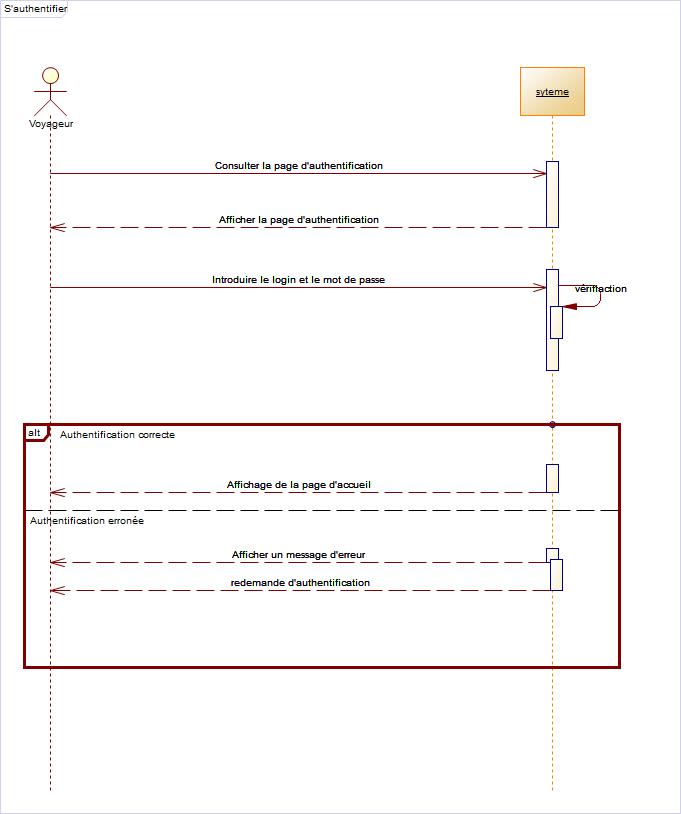 S'authentifier
Voyageur
syteme
Consulter la page d'authentification
Afficher la page d'authentification
Introduire le login et le mot de passe
vérifiaction
alt
Authentification correcte
Affichage de la page d'accueil
Authentification erronée
Afficher un message d'erreur
redemande d'authentification